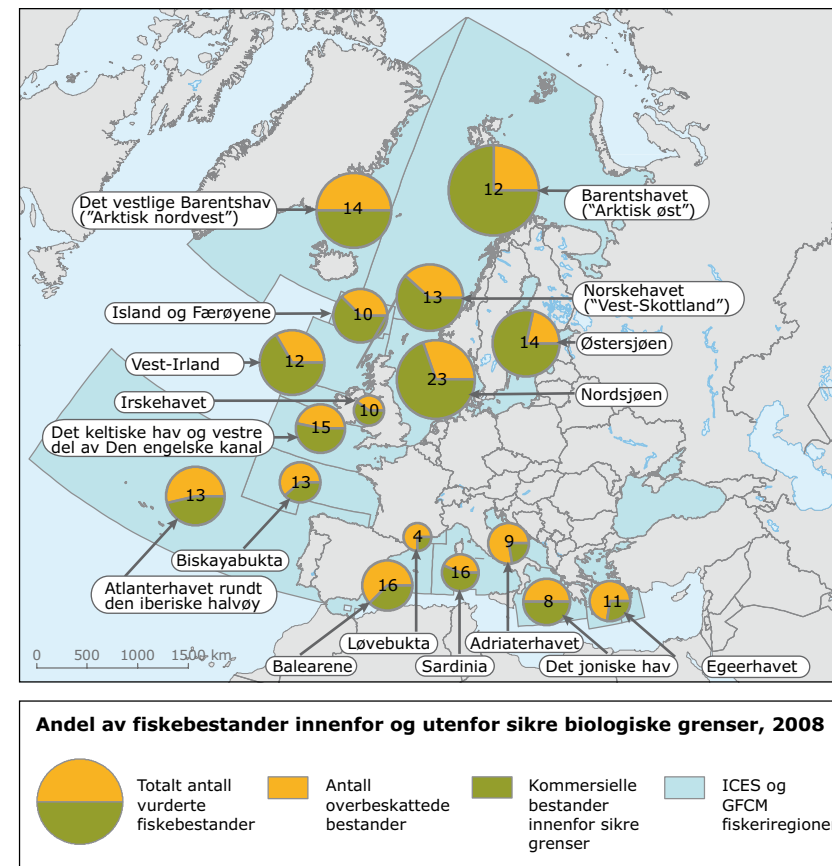 Det vestlige Barentshav
(”Arktisk nordvest”)
14
12
Barentshavet
(“Arktisk øst”)
Island og Færøyene
10
13
Norskehavet
(“Vest-Skottland”)
Vest-Irland
12
14
Østersjøen
Irskehavet
10
23
Nordsjøen
Det keltiske hav og vestre
del av Den engelske kanal
15
13
13
Biskayabukta
Atlanterhavet rundt
den iberiske halvøy
4
9
16
16
8
11
Løvebukta
Adriaterhavet
Balearene
Sardinia
Det joniske hav
Egeerhavet
0 500 1000 1500 km
Andel av fiskebestander innenfor og utenfor sikre biologiske grenser, 2008
Totalt antall
vurderte
fiskebestander
Antall
overbeskattede
bestander
Kommersielle
bestander
innenfor sikre
grenser
ICES og
GFCM
fiskeriregioner